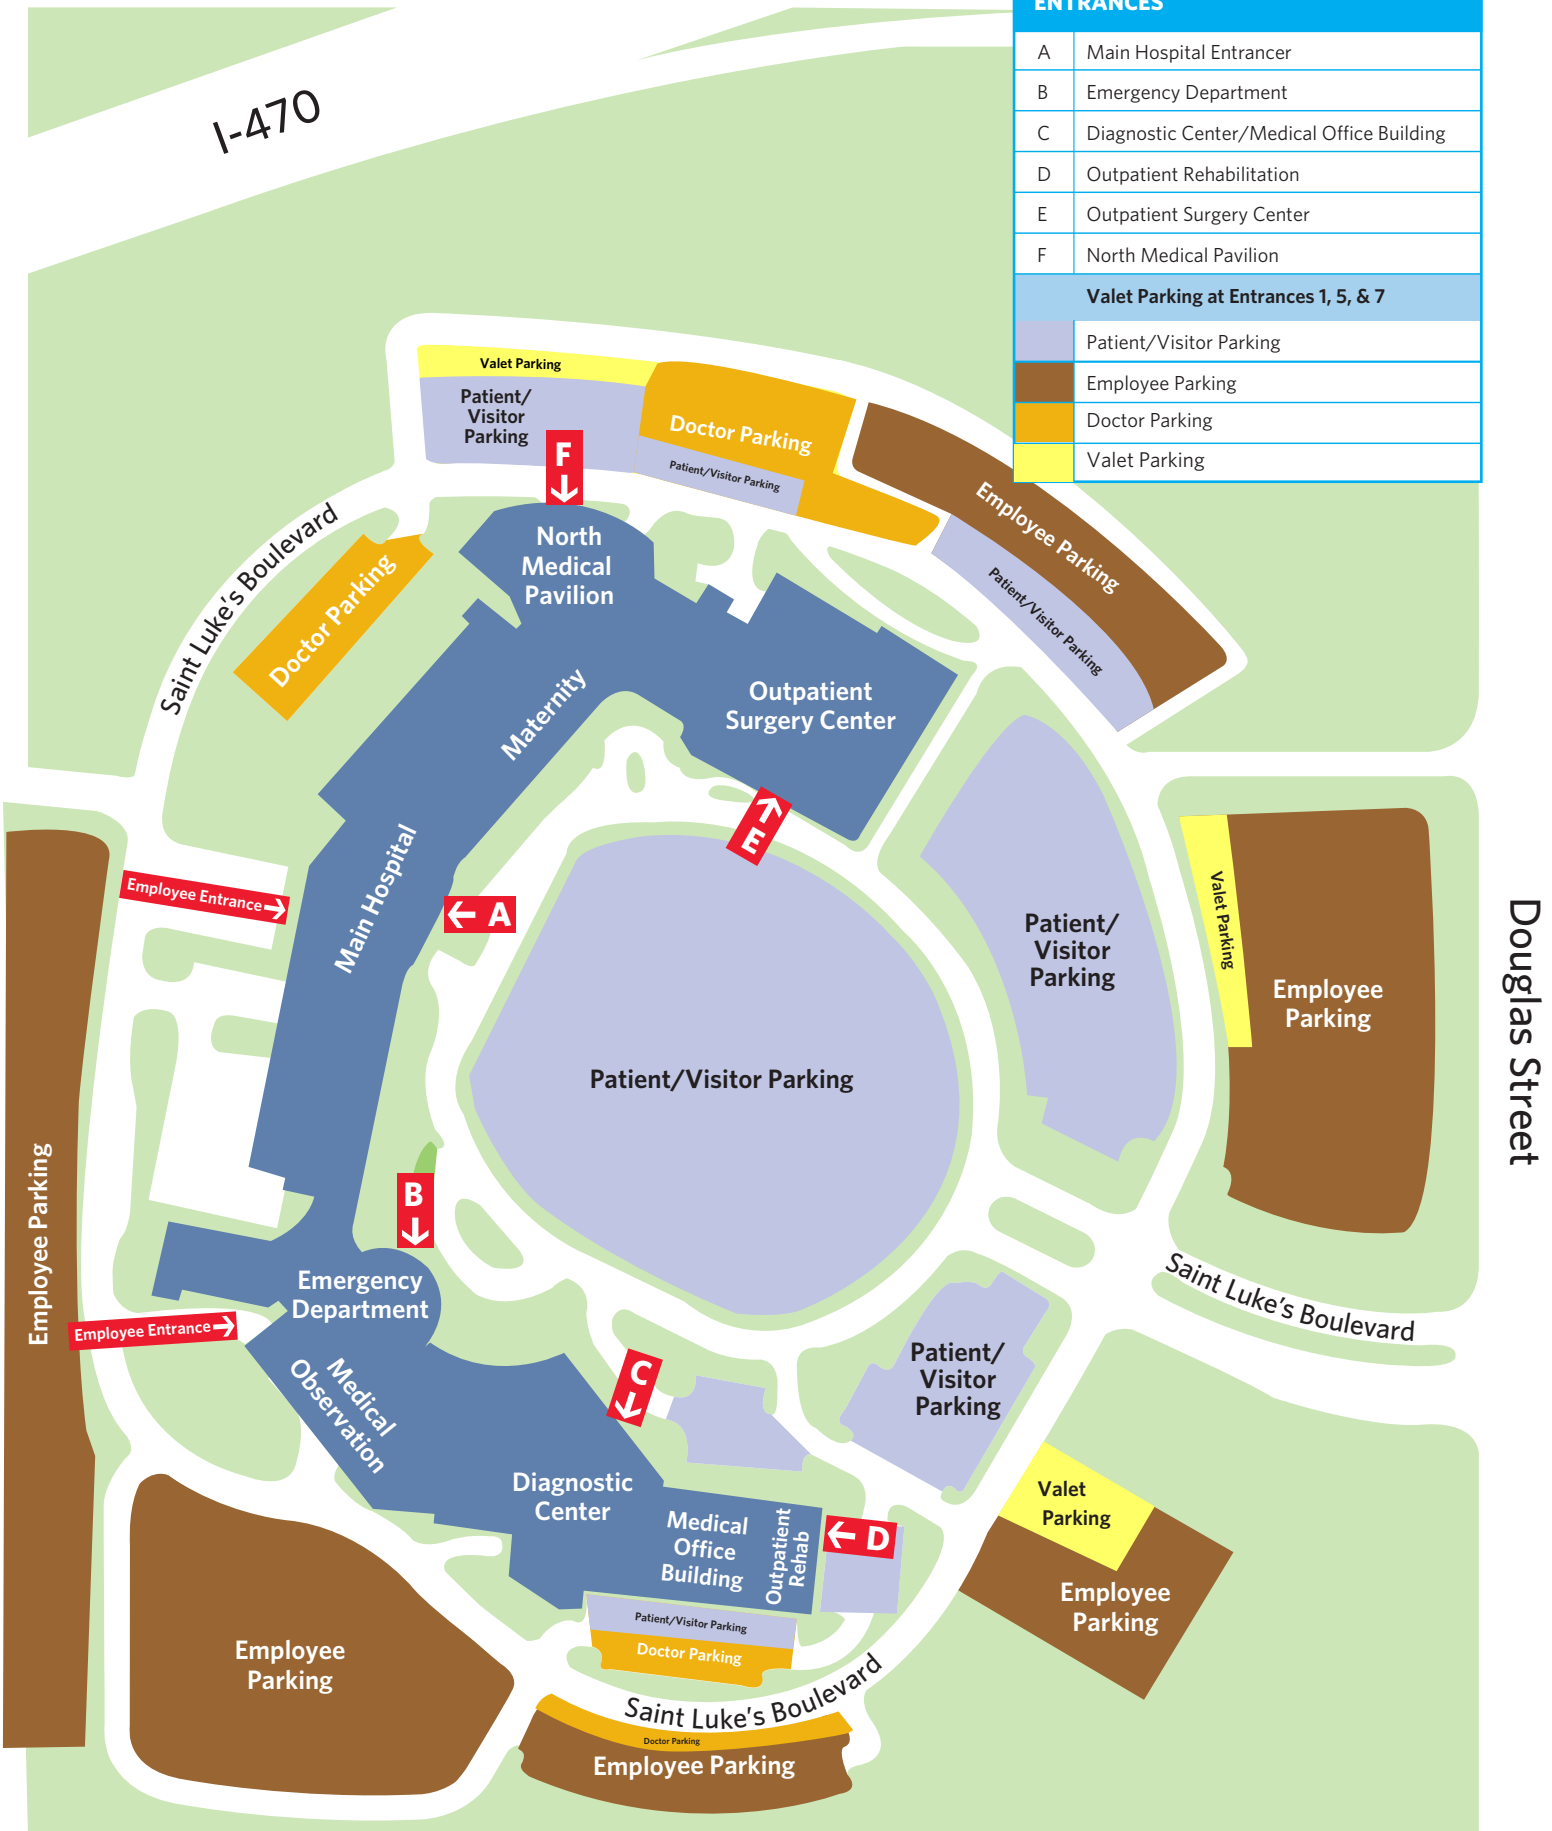 ENTRANCES
A Main Hospital Entrancer
B Emergency Department
C Diagnostic Center/Medical Office Building
D Outpatient Rehabilitation
E Outpatient Surgery Center
F North Medical Pavilion
Valet Parking at Entrances 1, 5, & 7
Patient/Visitor Parking
Employee Parking
Doctor Parking
Valet Parking
I-470
Valet Parking
Patient/
Visitor
Parking
Doctor Parking
Patient/Visitor Parking
F
Employee Parking
Patient/Visitor Parking
Saint Luke's Boulevard
Doctor Parking
North
Medical
Pavilion
Maternity
Outpatient
Surgery Center
E
Main Hospital
Employee Entrance
A
Patient/
Visitor
Parking
Valet Parking
Employee
Parking
Douglas Street
Patient/Visitor Parking
Employee Parking
B
Emergency
Department
Employee Entrance
Saint Luke's Boulevard
Medical
Observation
C
Patient/
Visitor
Parking
Diagnostic
Center
Medical
Office
Building
Outpatient
Rehab
D
Valet
Parking
Employee
Parking
Patient/Visitor Parking
Doctor Parking
Employee
Parking
Saint Luke's Boulevard
Doctor Parking
Employee Parking